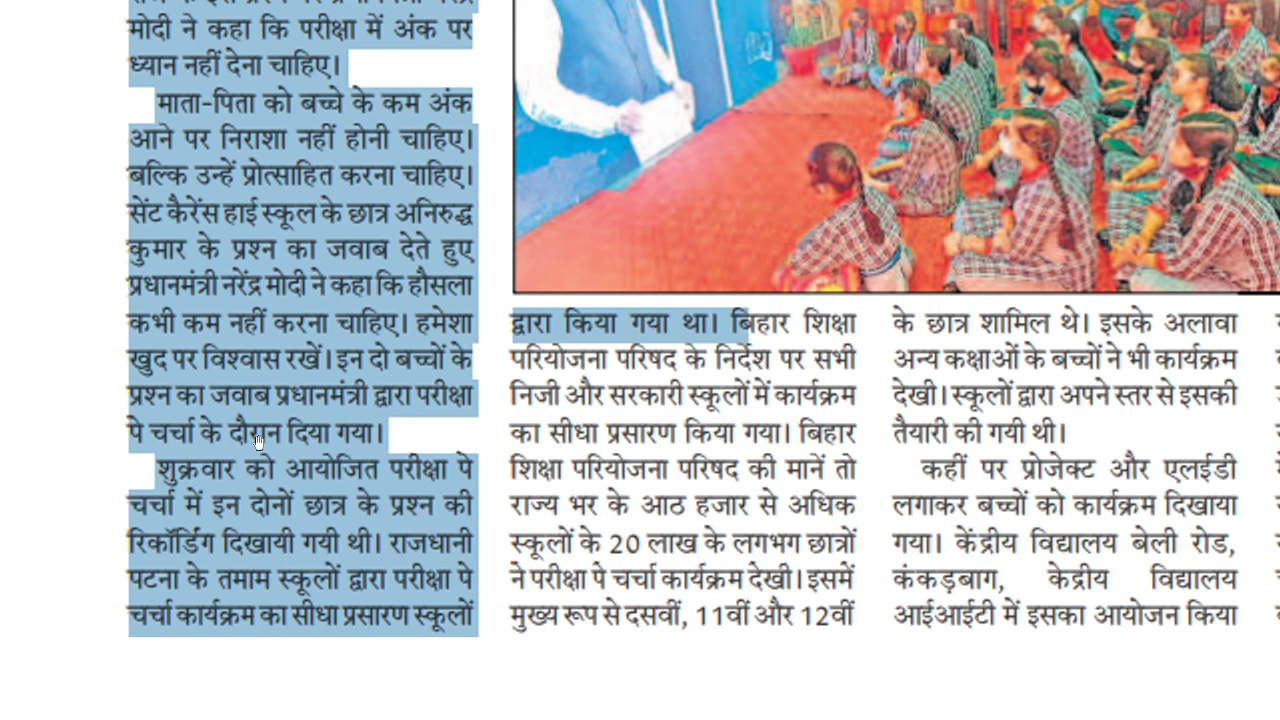 मोदी ने कहा कि परीक्षा में अंक पर
ध्यान नहीं देना चाहिए।
माता-पिता को बच्चे के कम अंक
आने पर निराशा नहीं होनी चाहिए।
बल्कि उन्हें प्रोत्साहित करना चाहिए।
सेंट कैरेंस हाई स्कूल के छात्र अनिरुद्ध
कुमार के प्रश्न का जवाब देते हुए
प्रधानमंत्री नरेंद्र मोदी ने कहा कि हौसला
कभी कम नहीं करना चाहिए। हमेशा
खुद पर विश्वास रखें। इन दो बच्चों के
प्रश्न का जवाब प्रधानमंत्री द्वारा परीक्षा
पे चर्चा के दौरान दिया गया।
शुक्रवार को आयोजित परीक्षा पे
चर्चा में इन दोनों छात्र के प्रश्न की
रिकॉर्डिंग दिखायी गयी थी। राजधानी
पटना के तमाम स्कूलों द्वारा परीक्षा पे
चर्चा कार्यक्रम का सीधा प्रसारण स्कूलों
द्वारा किया गया था। बिहार शिक्षा
परियोजना परिषद के निर्देश पर सभी
निजी और सरकारी स्कूलों में कार्यक्रम
का सीधा प्रसारण किया गया। बिहार
शिक्षा परियोजना परिषद की मानें तो
राज्य भर के आठ हजार से अधिक
स्कूलों के 20 लाख के लगभग छात्रों
ने परीक्षा पे चर्चा कार्यक्रम देखी। इसमें
मुख्य रूप से दसवीं, 11वीं और 12वीं
के छात्र शामिल थे। इसके अलावा
अन्य कक्षाओं के बच्चों ने भी कार्यक्रम
देखी। स्कूलों द्वारा अपने स्तर से इसकी
तैयारी की गयी थी।
कहीं पर प्रोजेक्ट और एलईडी
लगाकर बच्चों को कार्यक्रम दिखाया
गया। केंद्रीय विद्यालय बेली रोड,
कंकड़बाग, केद्रीय विद्यालय
आईआईटी में इसका आयोजन किया